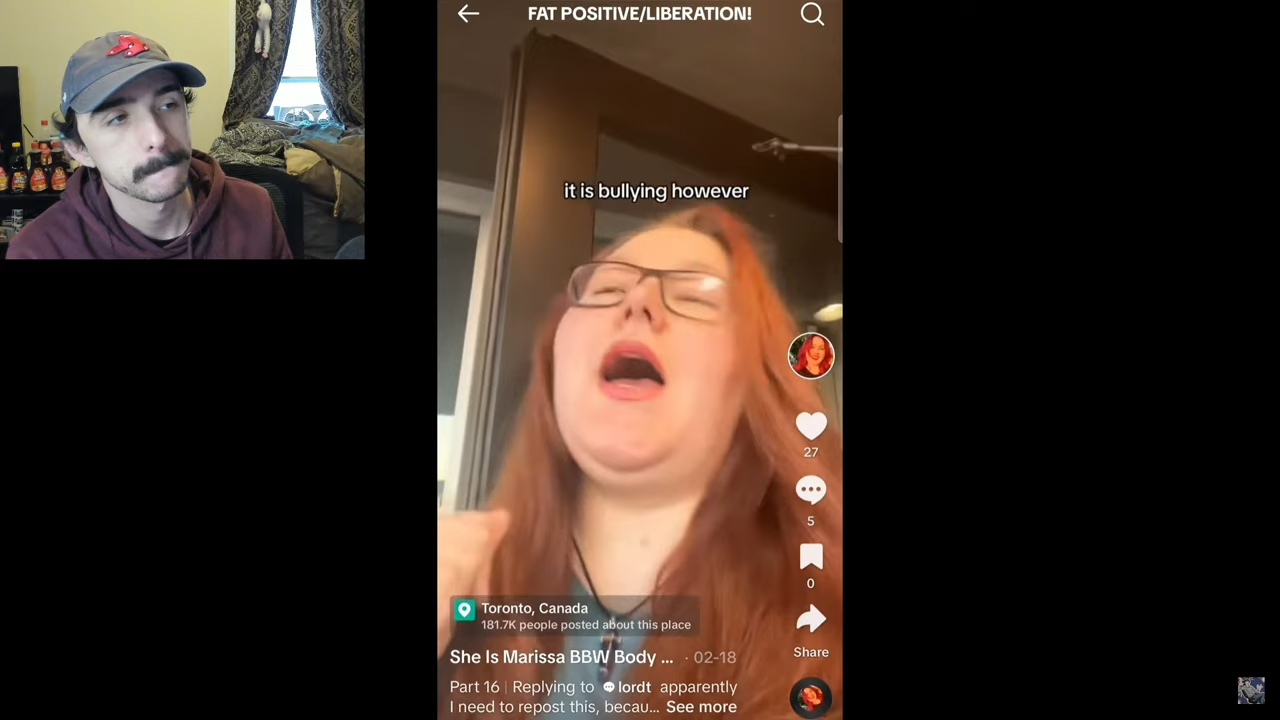 FAT POSITIVE/LIBERATION!
it is bullying however
27
5
0
Toronto, Canada
181.7K people posted about this place
She Is Marissa BBW Body ... · 02-18
Share
Part 16 | Replying to lordt apparently
I need to repost this, becau... See more